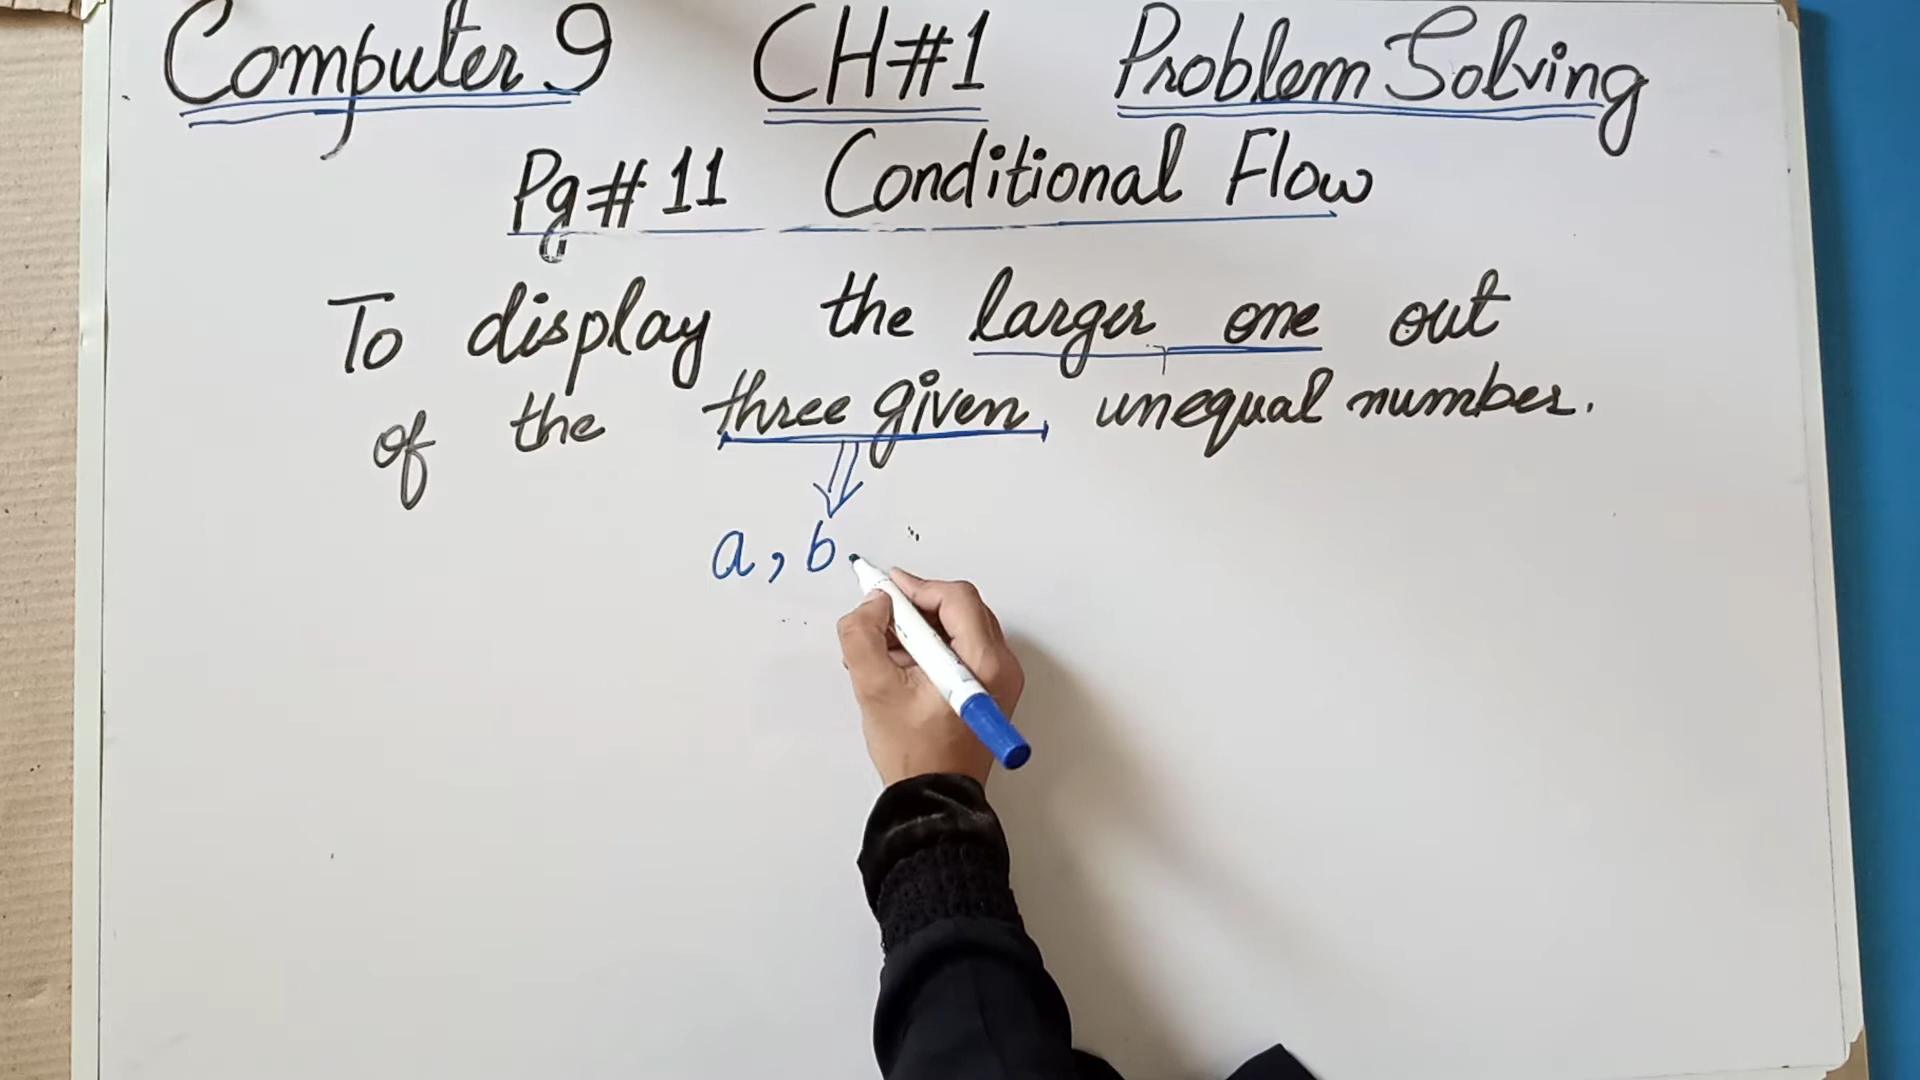 Computer 9 CH#1 Problem Solving
Pg# 11 Conditional Flow
To display the larger one out
of the three given unequal number.
a, b